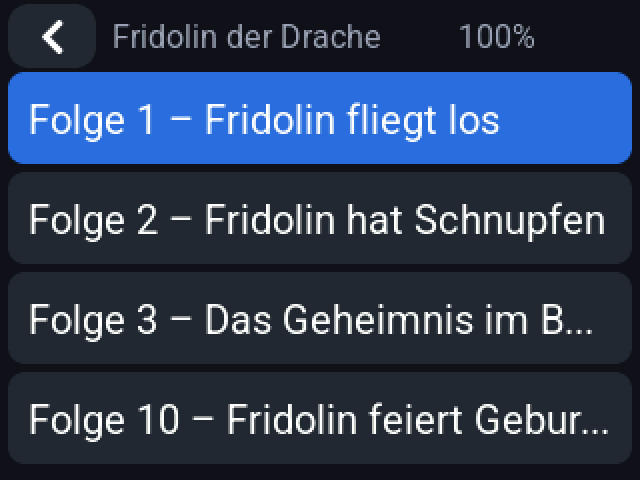 Fridolin der Drache 100%
Folge 1 – Fridolin fliegt los
Folge 2 – Fridolin hat Schnupfen
Folge 3 – Das Geheimnis im B...
Folge 10 – Fridolin feiert Gebur...